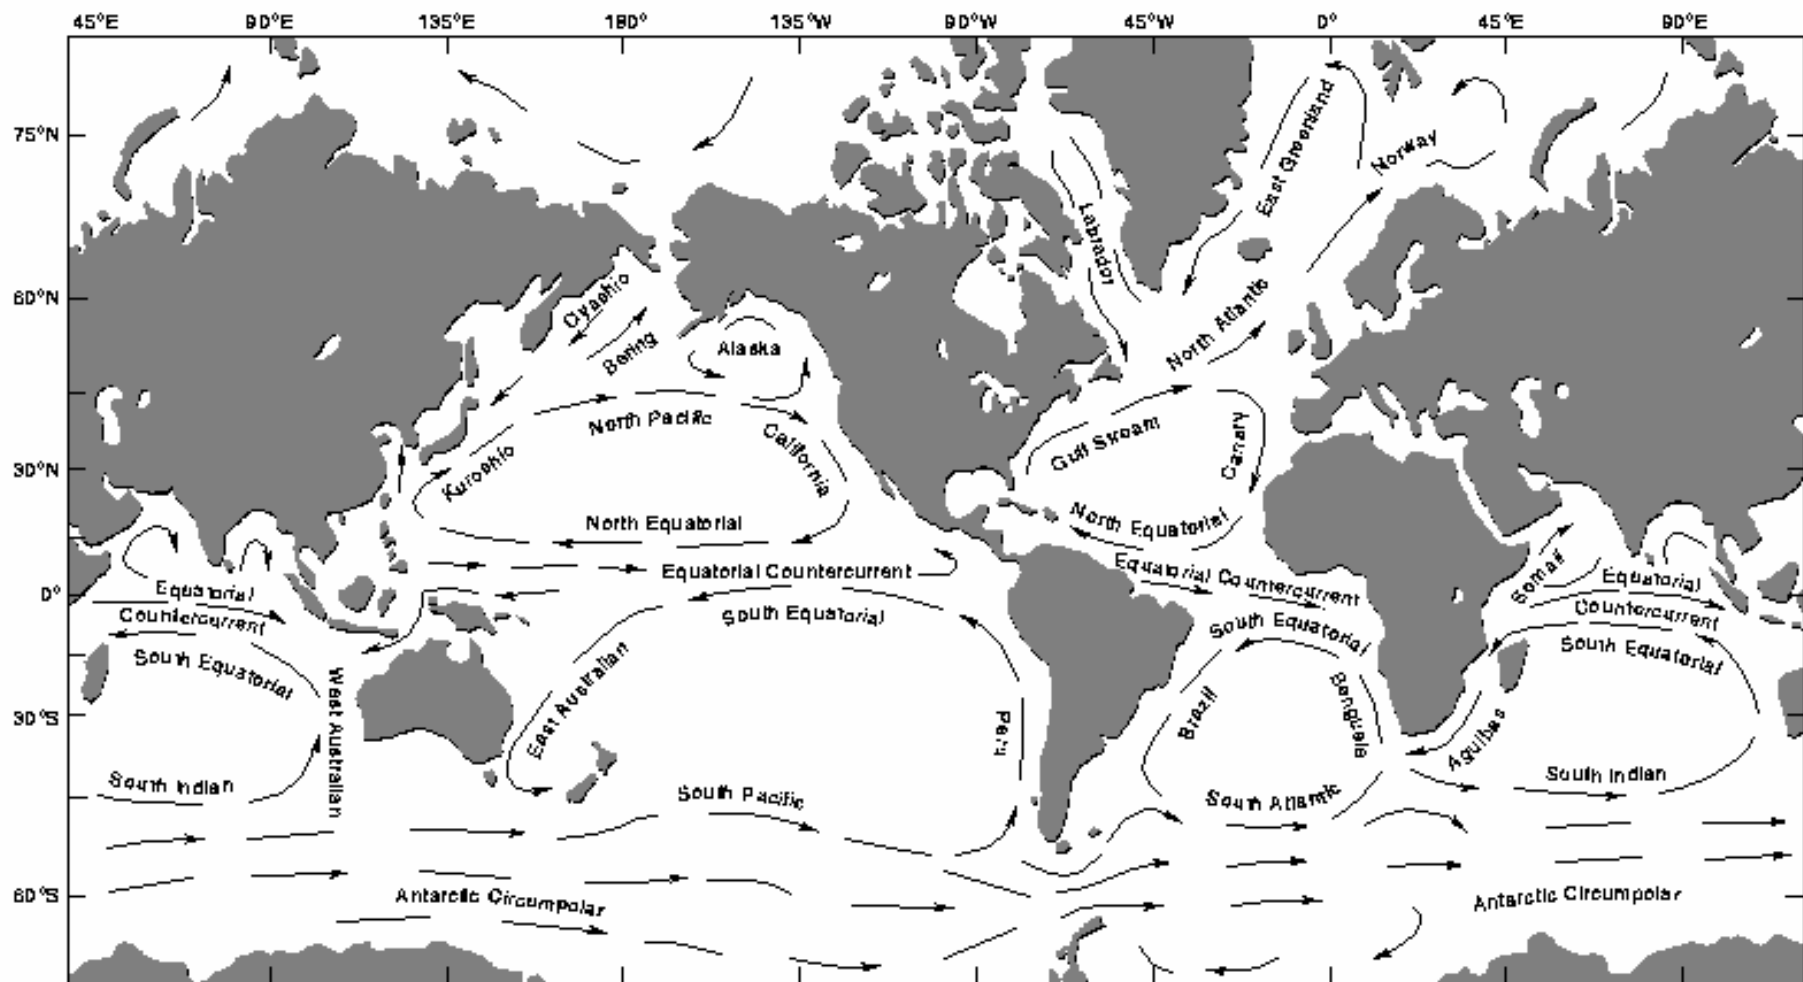 45°E 90°E 135°E 180° 135°W 90°W 45°W 0° 45°E 90°E
75°N
East Greenland
Norway
Labrador
60°N
Oyashio
Bering
Alaska
North Atlantic
North Pacific
California
Gulf Stream
Canary
30°N
Kuroshio
North Equatorial
North Equatorial
Equatorial Countercurrent
Equatorial Countercurrent
Somali
0°
Equatorial
Countercurrent
Equatorial
Countercurrent
South Equatorial
South Equatorial
South Equatorial
South Equatorial
West Australian
East Australian
Peru
Brazil
Benguela
Agulhas
30°S
South Indian
South Pacific
South Atlantic
South Indian
60°S
Antarctic Circumpolar
Antarctic Circumpolar